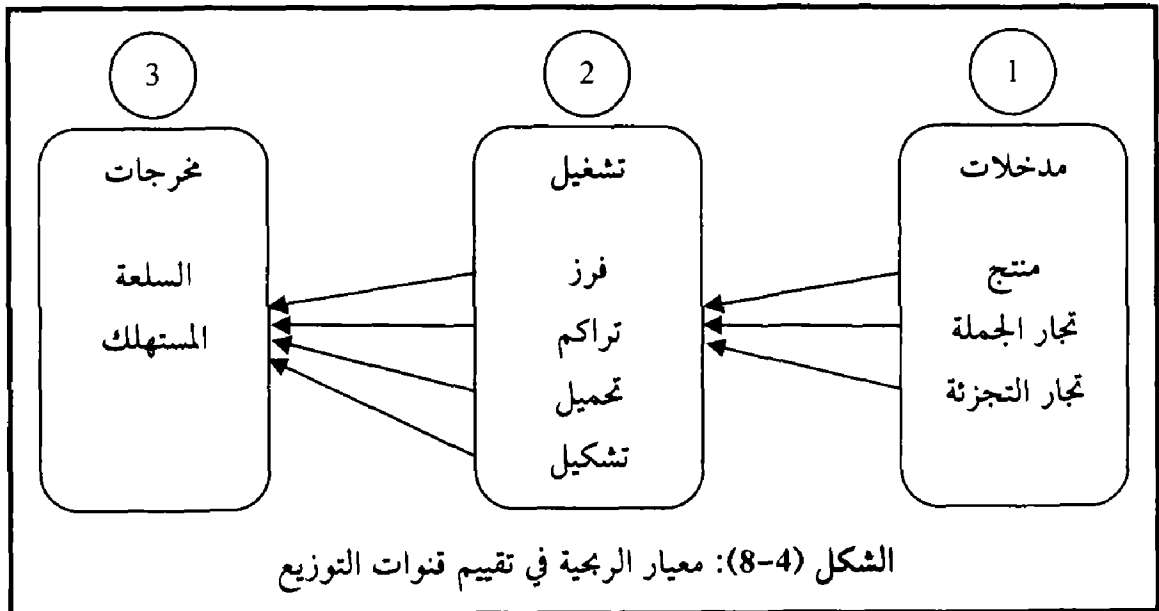 1
مدخلات
منتج
تجار الجملة
تجار التجزئة
2
تشغيل
فرز
تراكم
تحميل
تشكيل
3
مخرجات
السلعة
المستهلك
الشكل (4-8): معيار الربحية في تقييم قنوات التوزيع